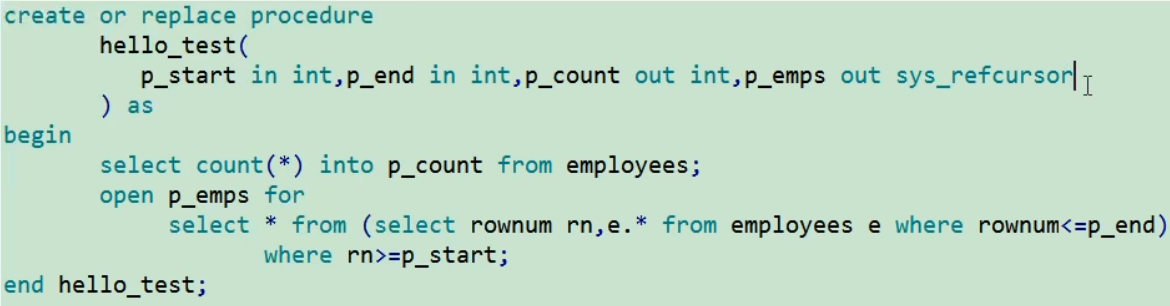 create or replace procedure
hello_test(
p_start in int,p_end in int,p_count out int,p_emps out sys_refcursor
) as
begin
select count(*) into p_count from employees;
open p_emps for
select * from (select rownum rn,e.* from employees e where rownum<=p_end)
where rn>=p_start;
end hello_test;